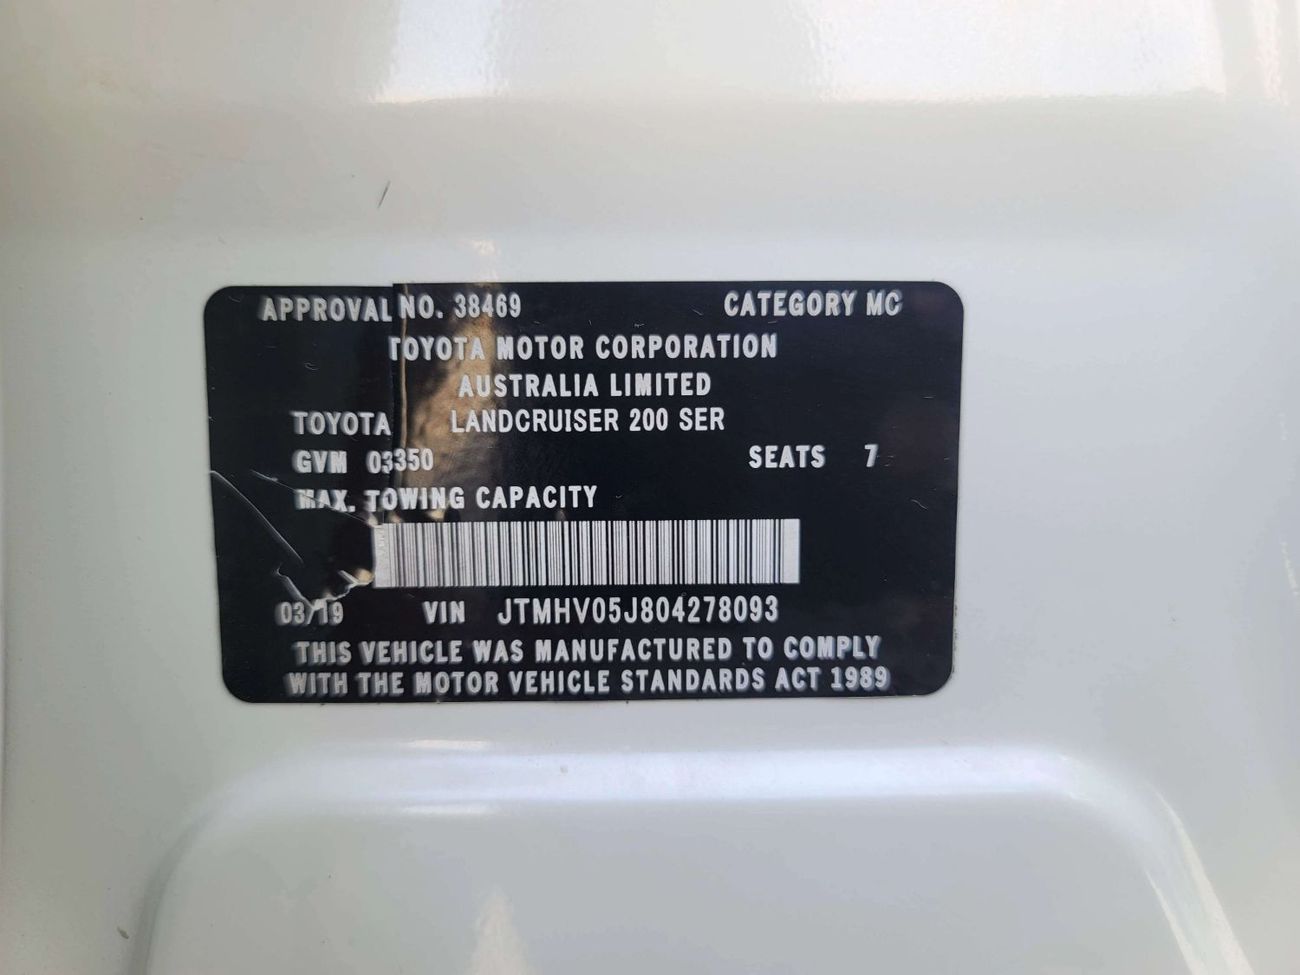 APPROVAL NO. 38469 CATEGORY MC
TOYOTA MOTOR CORPORATION
AUSTRALIA LIMITED
TOYOTA LANDCRUISER 200 SER
GVM 03350 SEATS 7
MAX. TOWING CAPACITY
03/19 VIN JTMHV05J804278093
THIS VEHICLE WAS MANUFACTURED TO COMPLY
WITH THE MOTOR VEHICLE STANDARDS ACT 1989